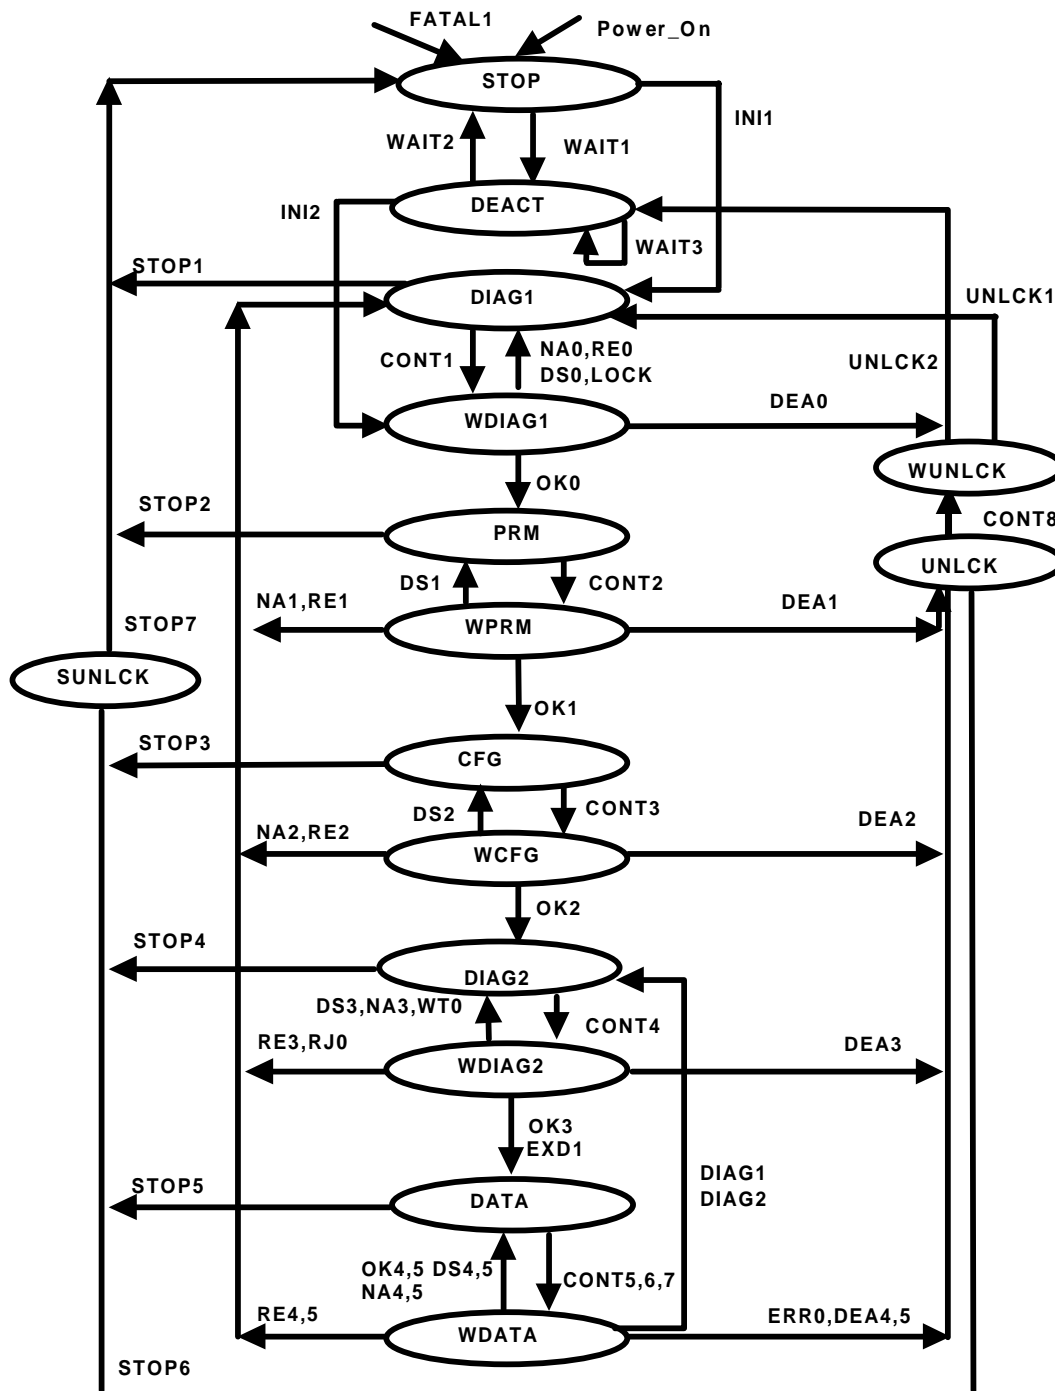 FATAL1
Power_On
STOP
INI1
WAIT2
WAIT1
DEACT
INI2
WAIT3
STOP1
DIAG1
UNLCK1
CONT1
NA0,RE0
DS0,LOCK
UNLCK2
WDIAG1
DEA0
WUNLCK
OK0
STOP2
PRM
CONT8
UNLCK
DS1
CONT2
NA1,RE1
DEA1
WPRM
STOP7
SUNLCK
OK1
STOP3
CFG
DS2
CONT3
NA2,RE2
DEA2
WCFG
OK2
STOP4
DIAG2
DS3,NA3,WT0
CONT4
RE3,RJ0
DEA3
WDIAG2
OK3
EXD1
DIAG1
DIAG2
STOP5
DATA
OK4,5 DS4,5
NA4,5
CONT5,6,7
RE4,5
ERR0,DEA4,5
WDATA
STOP6